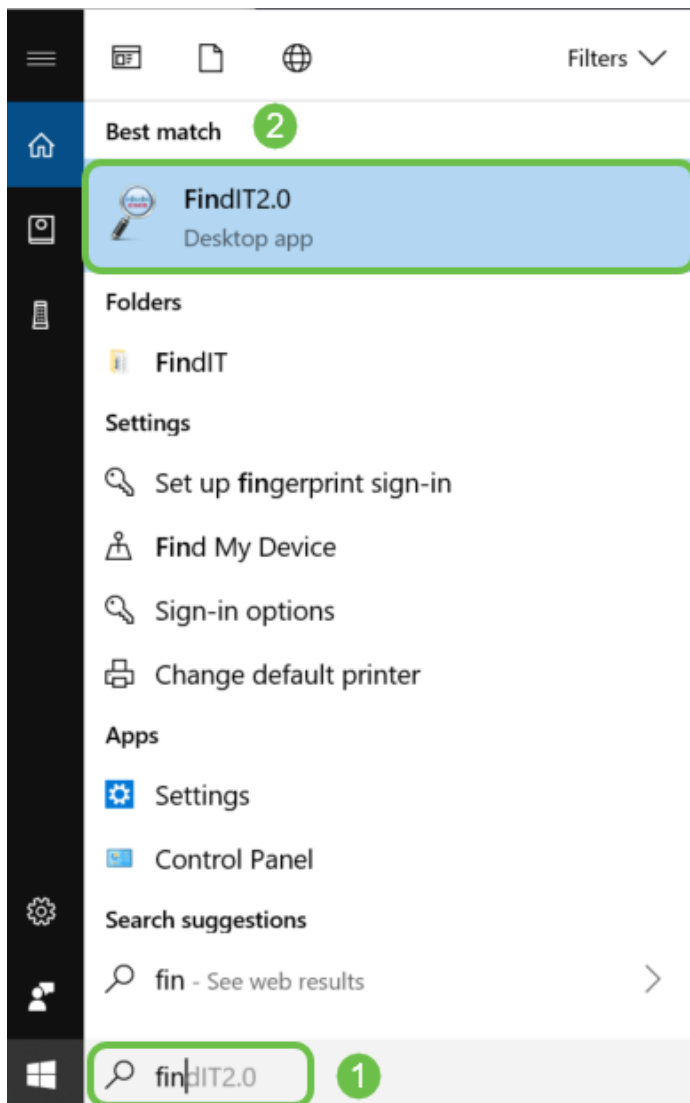 Filters
Best match
2
FindIT2.0
Desktop app
Folders
FindIT
Settings
Set up fingerprint sign-in
Find My Device
Sign-in options
Change default printer
Apps
Settings
Control Panel
Search suggestions
fin - See web results
findIT2.0
1